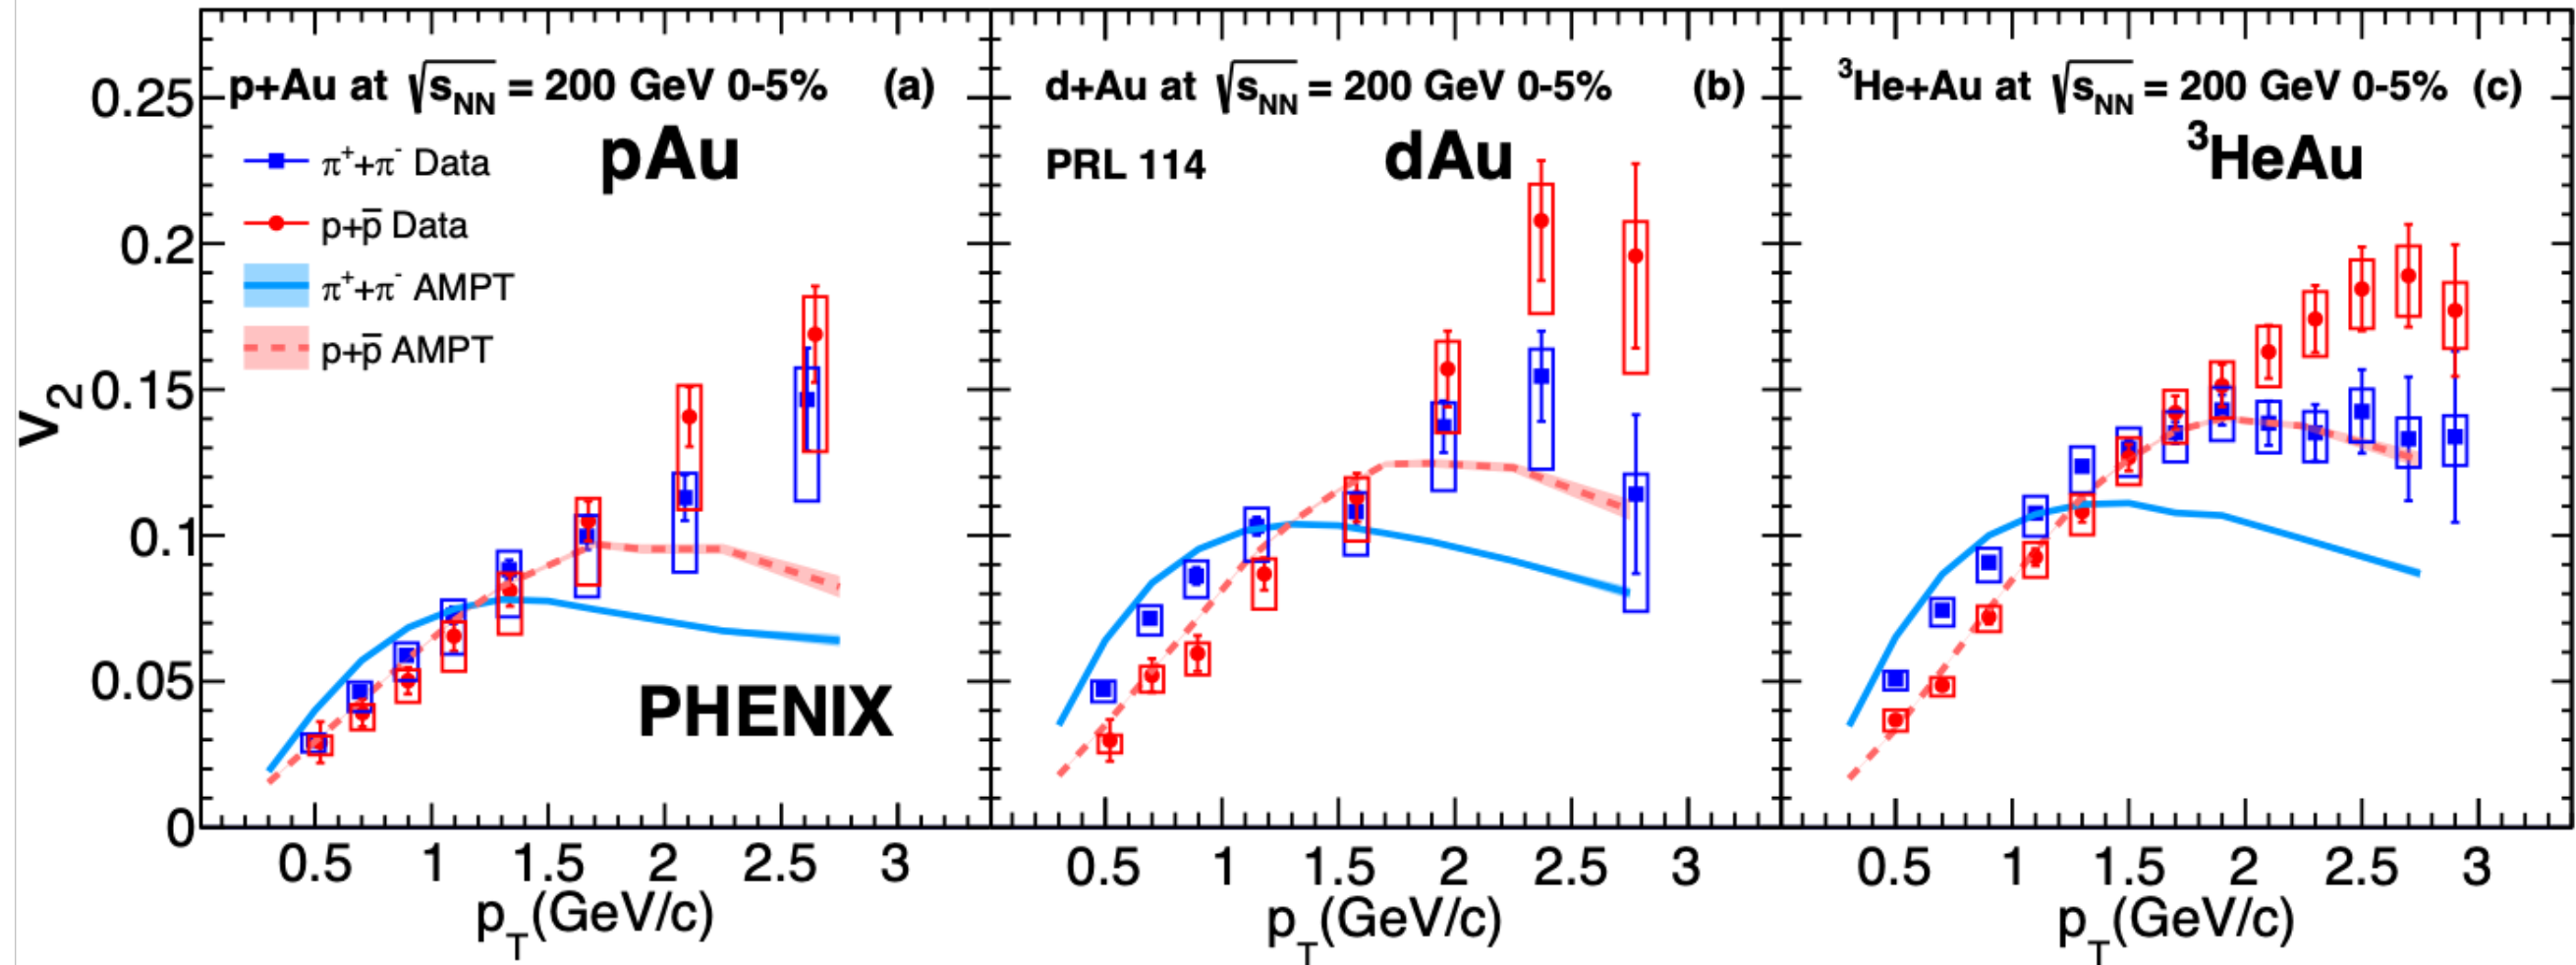 p+Au at √sNN = 200 GeV 0-5% (a)
pAu
π⁺+π⁻ Data
p+p̄ Data
π⁺+π⁻ AMPT
p+p̄ AMPT
PHENIX
d+Au at √sNN = 200 GeV 0-5% (b)
PRL 114
dAu
³He+Au at √sNN = 200 GeV 0-5% (c)
³HeAu
v₂
0.25
0.2
0.15
0.1
0.05
0
0.5 1 1.5 2 2.5 3
0.5 1 1.5 2 2.5 3
0.5 1 1.5 2 2.5 3
pT(GeV/c)
pT(GeV/c)
pT(GeV/c)